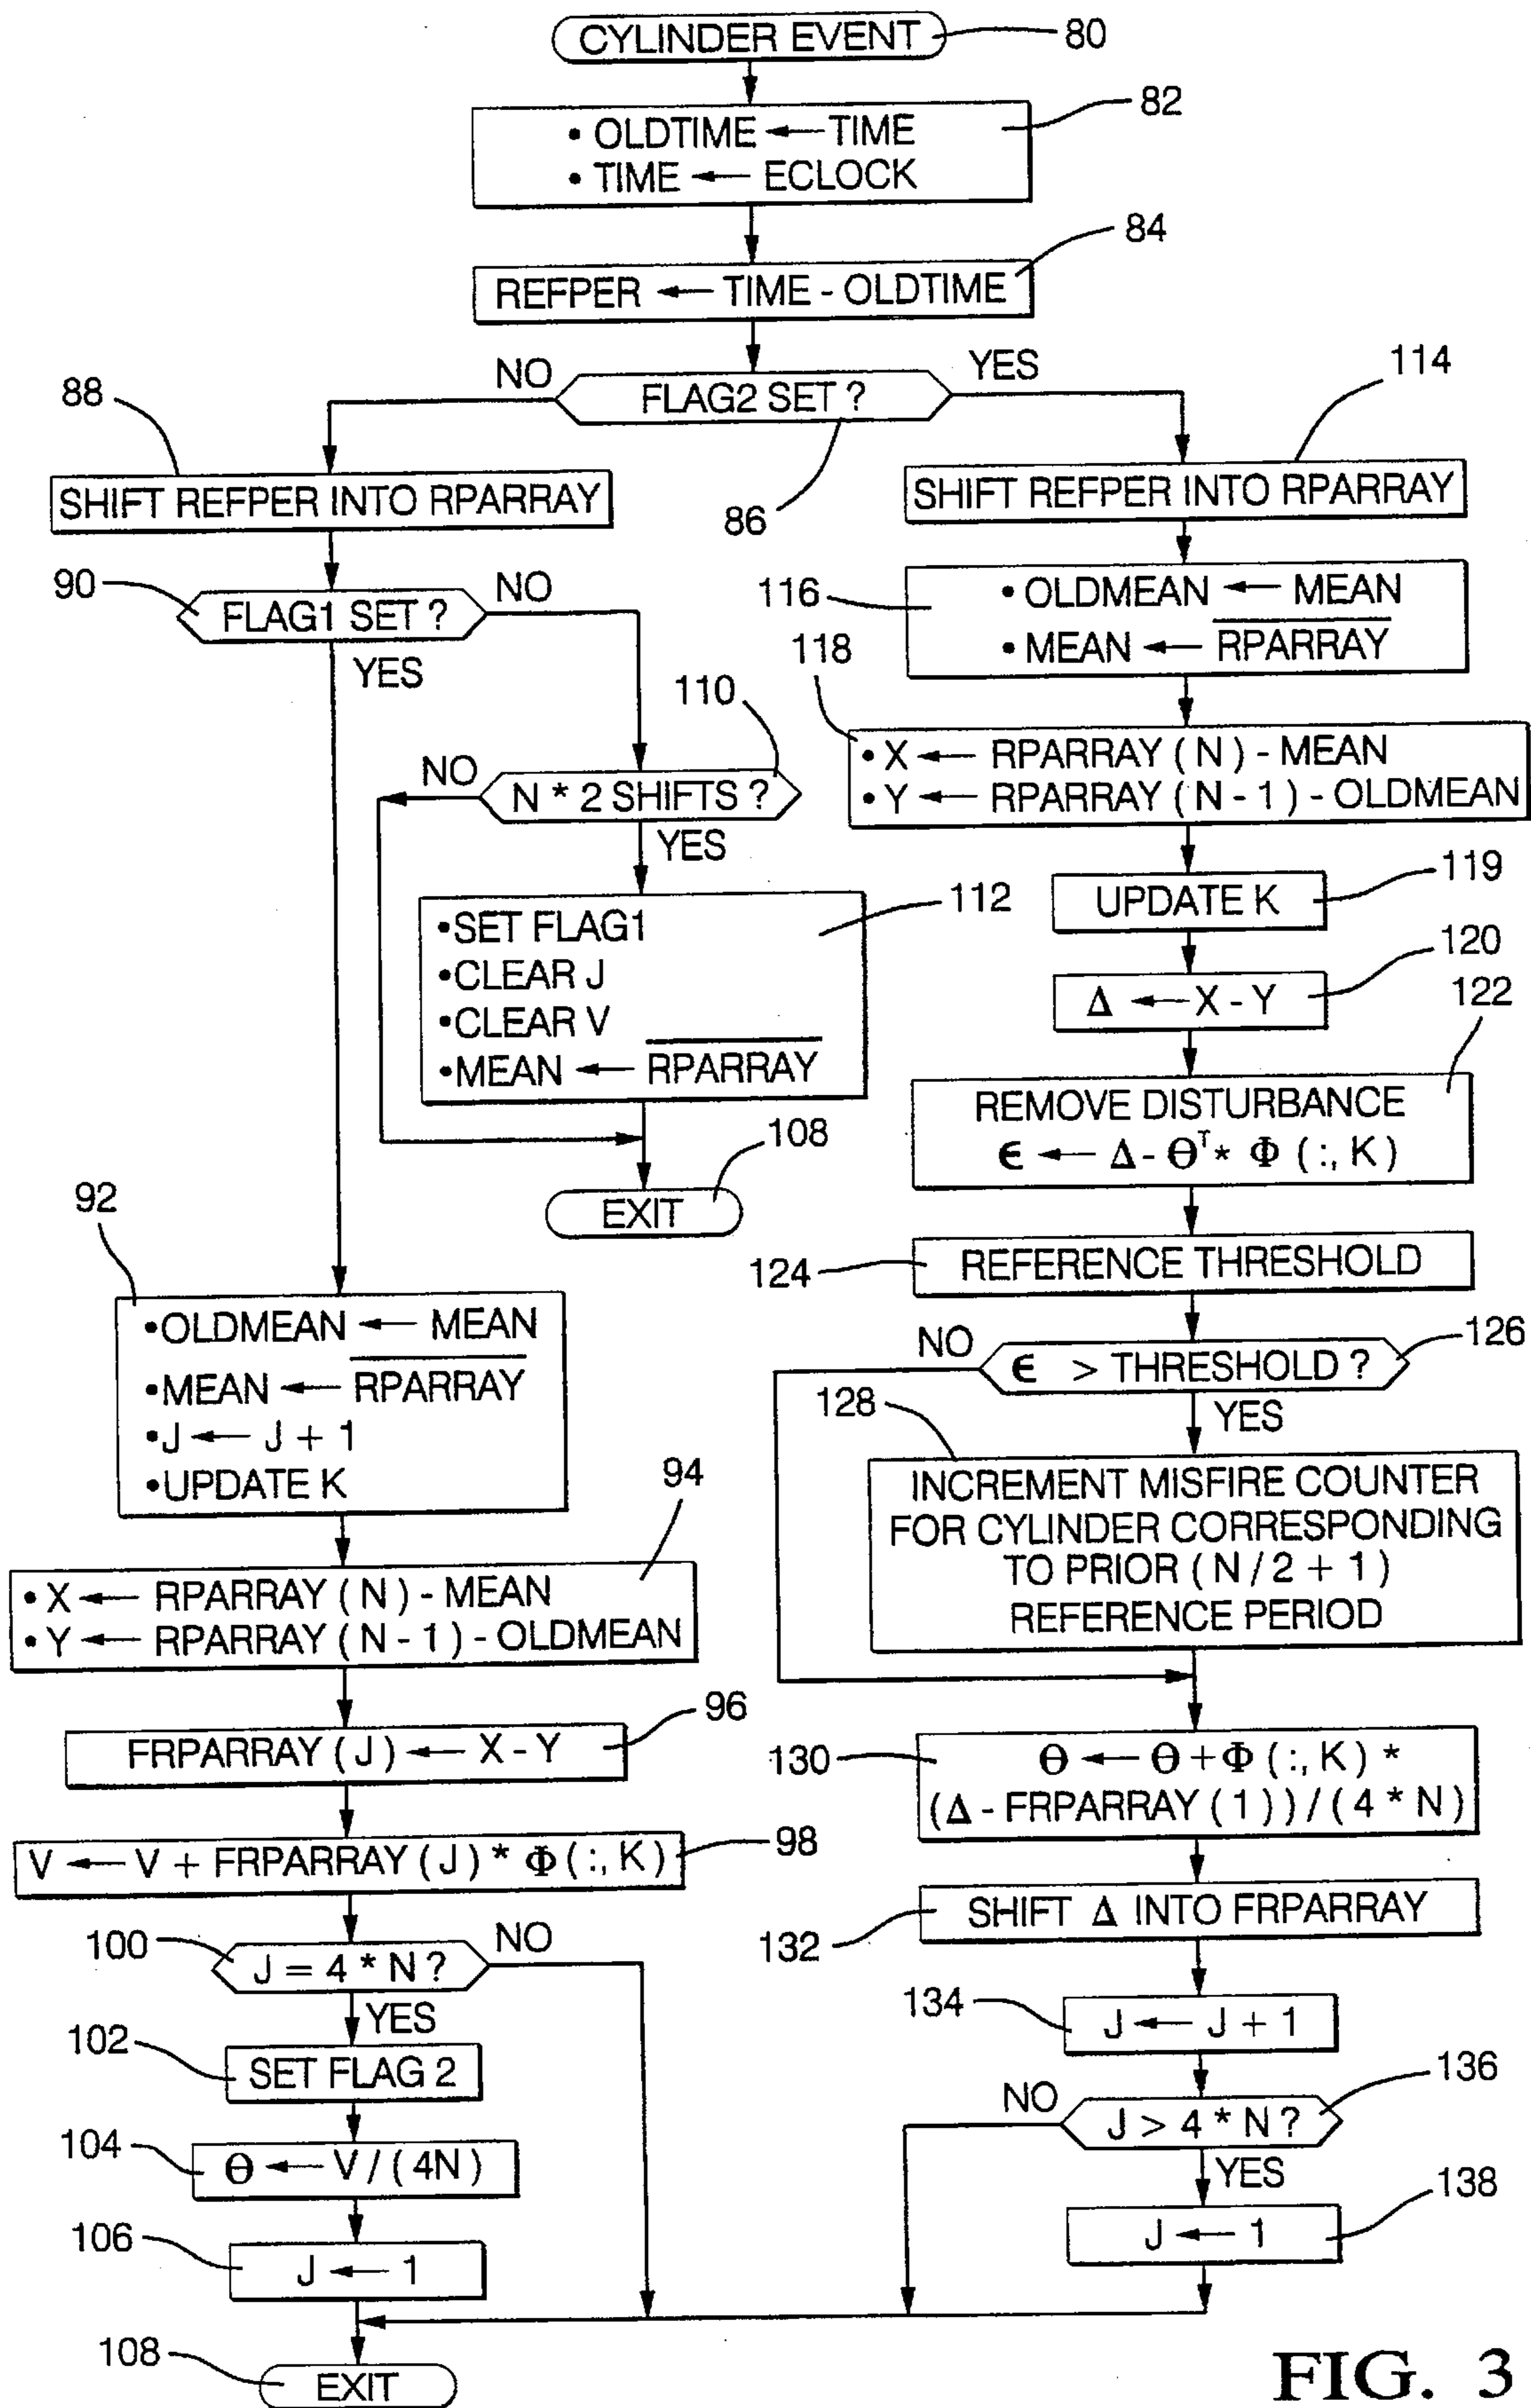 CYLINDER EVENT
80
82
• OLDTIME ← TIME
• TIME ← ECLOCK
84
REFPER ← TIME - OLDTIME
NO
YES
FLAG2 SET ?
86
88
SHIFT REFPER INTO RPARRAY
90
FLAG1 SET ?
NO
YES
110
NO
N * 2 SHIFTS ?
YES
112
•SET FLAG1
•CLEAR J
•CLEAR V
•MEAN ← R̅P̅A̅R̅R̅A̅Y̅
108
EXIT
92
•OLDMEAN ← MEAN
•MEAN ← R̅P̅A̅R̅R̅A̅Y̅
•J ← J + 1
•UPDATE K
94
• X ← RPARRAY ( N ) - MEAN
• Y ← RPARRAY ( N - 1 ) - OLDMEAN
96
FRPARRAY ( J ) ← X - Y
V ← V + FRPARRAY ( J ) * Φ ( :, K )
98
100
J = 4 * N ?
NO
YES
102
SET FLAG 2
104
Θ ← V / ( 4N )
106
J ← 1
108
EXIT
114
SHIFT REFPER INTO RPARRAY
116
• OLDMEAN ← MEAN
• MEAN ← R̅P̅A̅R̅R̅A̅Y̅
118
• X ← RPARRAY ( N ) - MEAN
• Y ← RPARRAY ( N - 1 ) - OLDMEAN
119
UPDATE K
120
Δ ← X - Y
122
REMOVE DISTURBANCE
ϵ ← Δ - Θᵀ * Φ ( :, K )
124
REFERENCE THRESHOLD
NO
126
ϵ > THRESHOLD ?
YES
128
INCREMENT MISFIRE COUNTER
FOR CYLINDER CORRESPONDING
TO PRIOR ( N / 2 + 1 )
REFERENCE PERIOD
130
Θ ← Θ + Φ ( :, K ) *
( Δ - FRPARRAY ( 1 ) ) / ( 4 * N )
132
SHIFT Δ INTO FRPARRAY
134
J ← J + 1
136
NO
J > 4 * N ?
YES
138
J ← 1
FIG. 3